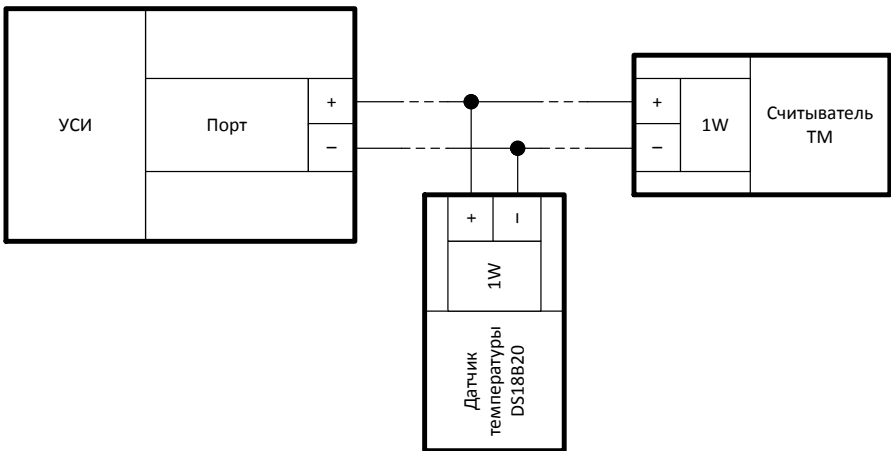 УСИ
Порт
+
–
+
–
1W
Считыватель
ТМ
+
–
1W
Датчик
температуры
DS18B20